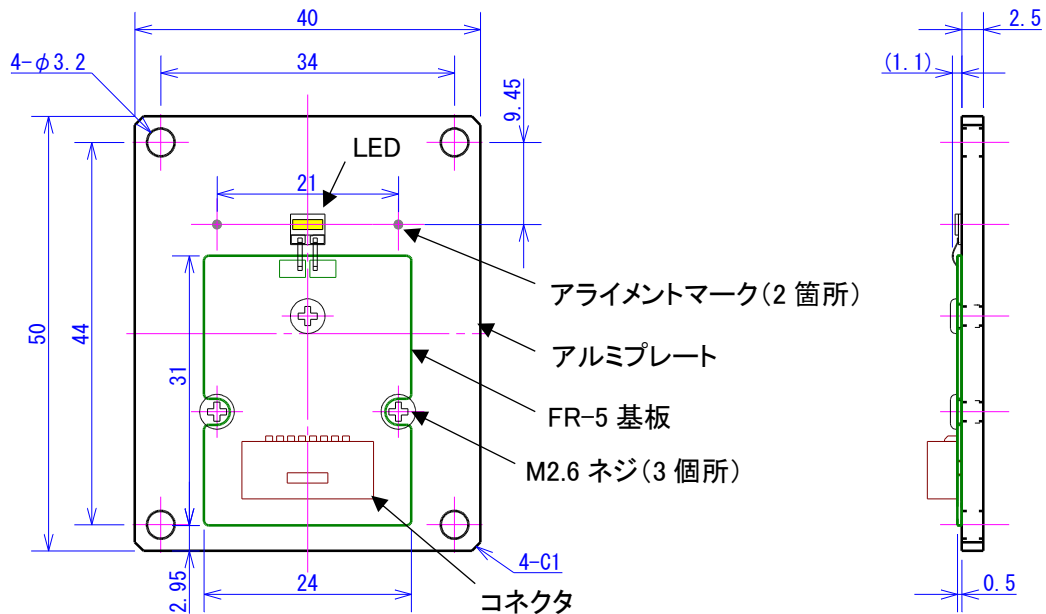 40
2.5
4-φ3.2
34
(1.1)
9.45
LED
21
アライメントマーク(2 箇所)
50
44
アルミプレート
31
FR-5 基板
M2.6 ネジ(3 個所)
4-C1
2.95
24
コネクタ
0.5